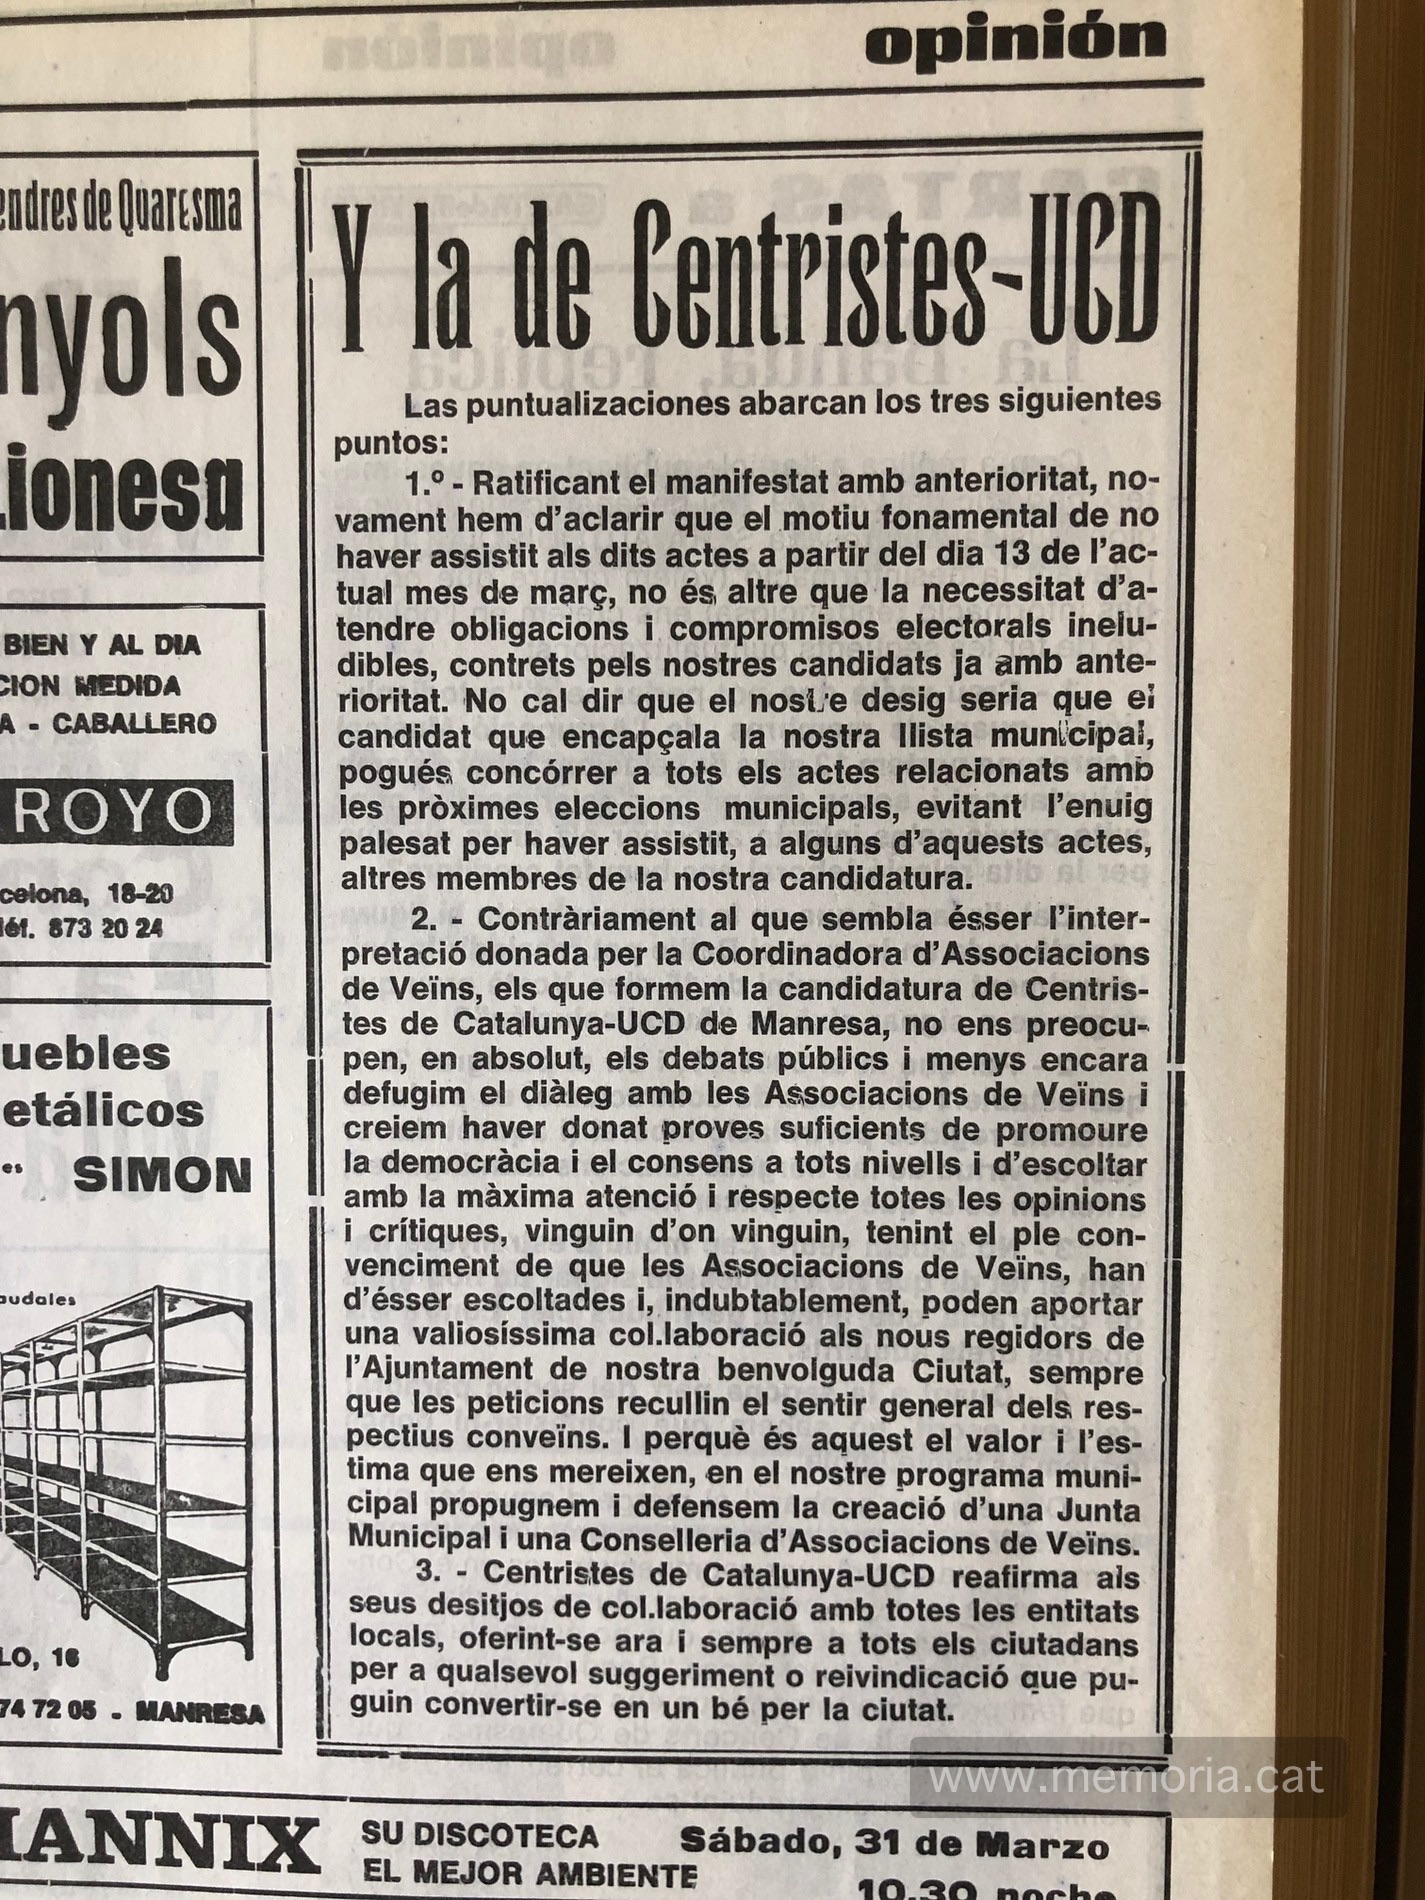 opinión
endres de Quaresma
nyols
Lionesa
BIEN Y AL DIA
CION MEDIDA
A - CABALLERO
ROYO
celona, 18-20
léf. 873 20 24
uebles
etálicos
es" SIMON
audales
LO, 16
74 72 05 - MANRESA
Y la de Centristes-UCD
Las puntualizaciones abarcan los tres siguientes
puntos:
1.º - Ratificant el manifestat amb anterioritat, no-
vament hem d'aclarir que el motiu fonamental de no
haver assistit als dits actes a partir del dia 13 de l'ac-
tual mes de març, no és altre que la necessitat d'a-
tendre obligacions i compromisos electorals inelu-
dibles, contrets pels nostres candidats ja amb ante-
rioritat. No cal dir que el nostre desig seria que el
candidat que encapçala la nostra llista municipal,
pogués concórrer a tots els actes relacionats amb
les pròximes eleccions municipals, evitant l'enuig
palesat per haver assistit, a alguns d'aquests actes,
altres membres de la nostra candidatura.
2. - Contràriament al que sembla ésser l'inter-
pretació donada per la Coordinadora d'Associacions
de Veïns, els que formem la candidatura de Centris-
tes de Catalunya-UCD de Manresa, no ens preocu-
pen, en absolut, els debats públics i menys encara
defugim el diàleg amb les Associacions de Veïns i
creiem haver donat proves suficients de promoure
la democràcia i el consens a tots nivells i d'escoltar
amb la màxima atenció i respecte totes les opinions
i crítiques, vinguin d'on vinguin, tenint el ple con-
venciment de que les Associacions de Veïns, han
d'ésser escoltades i, indubtablement, poden aportar
una valiosíssima col.laboració als nous regidors de
l'Ajuntament de nostra benvolguda Ciutat, sempre
que les peticions recullin el sentir general dels res-
pectius conveïns. I perquè és aquest el valor i l'es-
tima que ens mereixen, en el nostre programa muni-
cipal propugnem i defensem la creació d'una Junta
Municipal i una Conselleria d'Associacions de Veïns.
3. - Centristes de Catalunya-UCD reafirma als
seus desitjos de col.laboració amb totes les entitats
locals, oferint-se ara i sempre a tots els ciutadans
per a qualsevol suggeriment o reivindicació que pu-
guin convertir-se en un bé per la ciutat.
www.memoria.cat
MANNIX
SU DISCOTECA
EL MEJOR AMBIENTE
Sábado, 31 de Marzo
10,30 noche